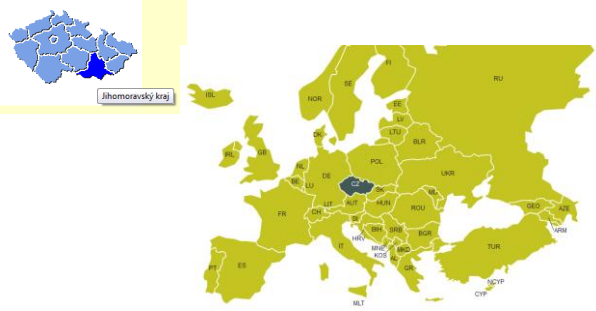 Jihomoravský kraj
ISL
NOR
SE
FI
RU
EE
LV
LTU
DK
BLR
IRL
GB
NL
BE
LU
DE
POL
CZ
SK
UKR
FR
CH
LIT
AUT
HUN
ROU
SI
HRV
BIH
SRB
BGR
MNE
KOS
MKD
AL
GR
IT
PT
ES
MLT
TUR
GEO
AZE
ARM
NCYP
CYP